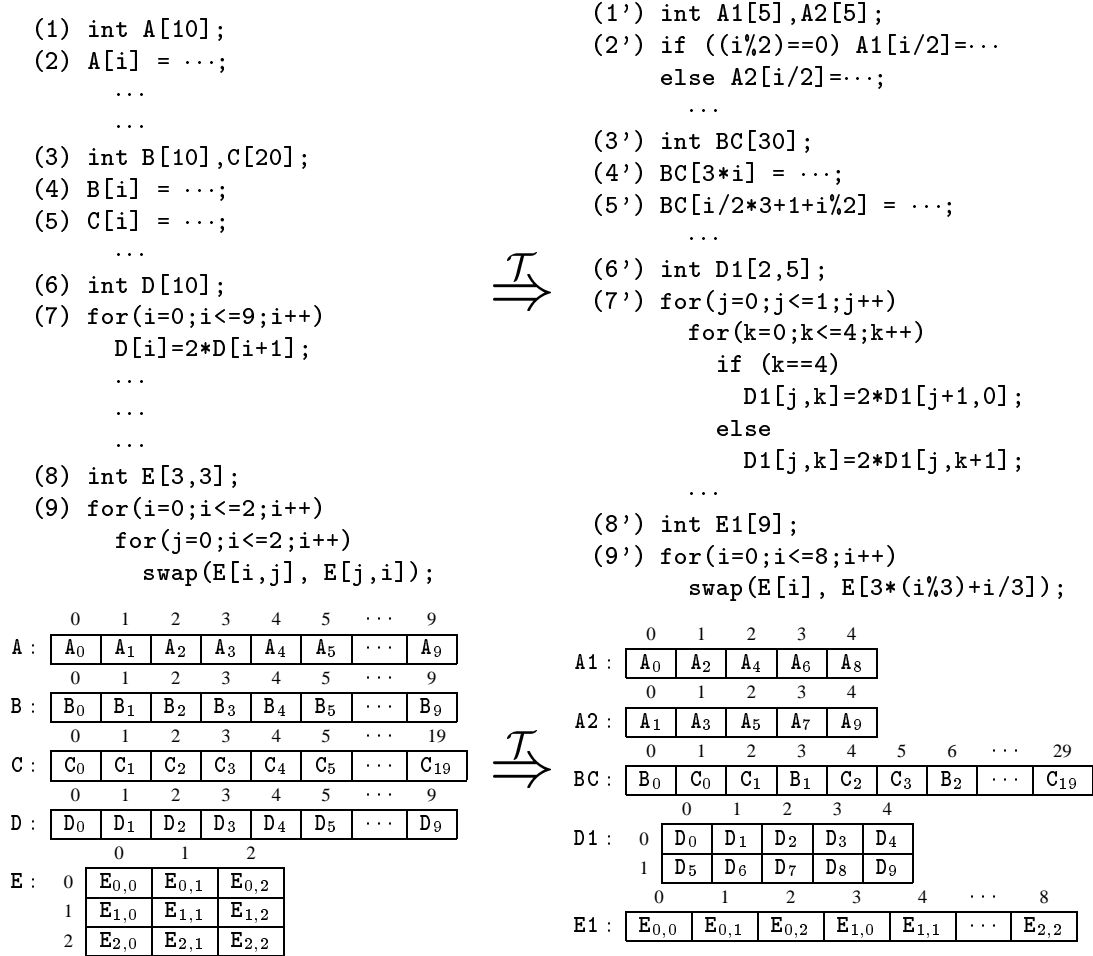 (1) int A[10];
(2) A[i] = ···;
···
···
(3) int B[10],C[20];
(4) B[i] = ···;
(5) C[i] = ···;
···
(6) int D[10];
(7) for(i=0;i<=9;i++)
D[i]=2*D[i+1];
···
···
···
(8) int E[3,3];
(9) for(i=0;i<=2;i++)
for(j=0;i<=2;i++)
swap(E[i,j], E[j,i]);
T
⇒
(1') int A1[5],A2[5];
(2') if ((i%2)==0) A1[i/2]=···
else A2[i/2]=···;
···
(3') int BC[30];
(4') BC[3*i] = ···;
(5') BC[i/2*3+1+i%2] = ···;
···
(6') int D1[2,5];
(7') for(j=0;j<=1;j++)
for(k=0;k<=4;k++)
if (k==4)
D1[j,k]=2*D1[j+1,0];
else
D1[j,k]=2*D1[j,k+1];
···
(8') int E1[9];
(9') for(i=0;i<=8;i++)
swap(E[i], E[3*(i%3)+i/3]);
0 1 2 3 4 5 ··· 9
A: A₀ A₁ A₂ A₃ A₄ A₅ ··· A₉
0 1 2 3 4 5 ··· 9
B: B₀ B₁ B₂ B₃ B₄ B₅ ··· B₉
0 1 2 3 4 5 ··· 19
C: C₀ C₁ C₂ C₃ C₄ C₅ ··· C₁₉
0 1 2 3 4 5 ··· 9
D: D₀ D₁ D₂ D₃ D₄ D₅ ··· D₉
0 1 2
E: 0 E₀,₀ E₀,₁ E₀,₂
1 E₁,₀ E₁,₁ E₁,₂
2 E₂,₀ E₂,₁ E₂,₂
T
⇒
0 1 2 3 4
A1: A₀ A₂ A₄ A₆ A₈
0 1 2 3 4
A2: A₁ A₃ A₅ A₇ A₉
0 1 2 3 4 5 6 ··· 29
BC: B₀ C₀ C₁ B₁ C₂ C₃ B₂ ··· C₁₉
0 1 2 3 4
D1: 0 D₀ D₁ D₂ D₃ D₄
1 D₅ D₆ D₇ D₈ D₉
0 1 2 3 4 ··· 8
E1: E₀,₀ E₀,₁ E₀,₂ E₁,₀ E₁,₁ ··· E₂,₂